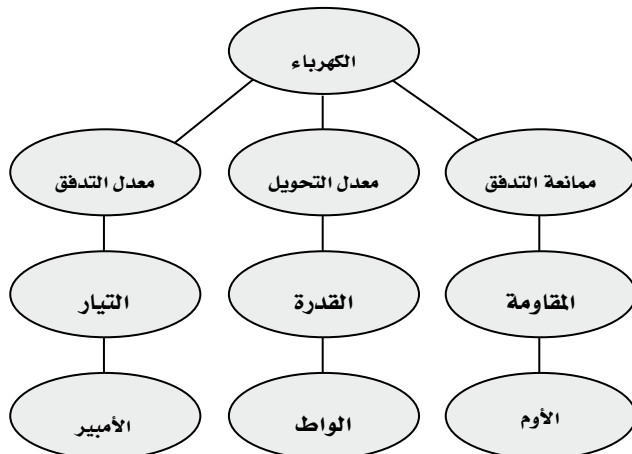 الكهرباء
ممانعة التدفق
معدل التحويل
معدل التدفق
المقاومة
القدرة
التيار
الأوم
الواط
الأمبير